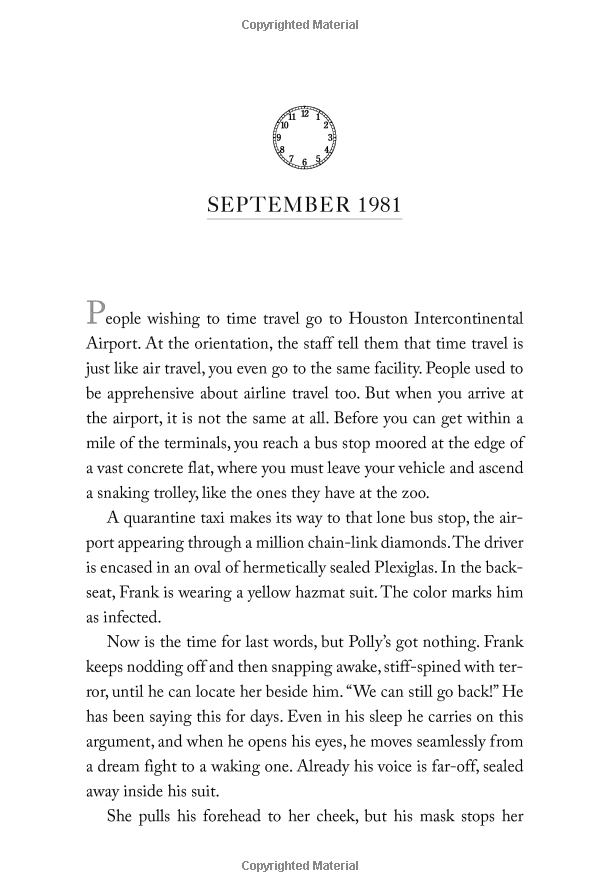 Copyrighted Material
12
11 1
10 2
9 3
8 4
7 5
6
SEPTEMBER 1981
People wishing to time travel go to Houston Intercontinental
Airport. At the orientation, the staff tell them that time travel is
just like air travel, you even go to the same facility. People used to
be apprehensive about airline travel too. But when you arrive at
the airport, it is not the same at all. Before you can get within a
mile of the terminals, you reach a bus stop moored at the edge of
a vast concrete flat, where you must leave your vehicle and ascend
a snaking trolley, like the ones they have at the zoo.
A quarantine taxi makes its way to that lone bus stop, the air-
port appearing through a million chain-link diamonds. The driver
is encased in an oval of hermetically sealed Plexiglas. In the back-
seat, Frank is wearing a yellow hazmat suit. The color marks him
as infected.
Now is the time for last words, but Polly’s got nothing. Frank
keeps nodding off and then snapping awake, stiff-spined with ter-
ror, until he can locate her beside him. “We can still go back!” He
has been saying this for days. Even in his sleep he carries on this
argument, and when he opens his eyes, he moves seamlessly from
a dream fight to a waking one. Already his voice is far-off, sealed
away inside his suit.
She pulls his forehead to her cheek, but his mask stops her
Copyrighted Material